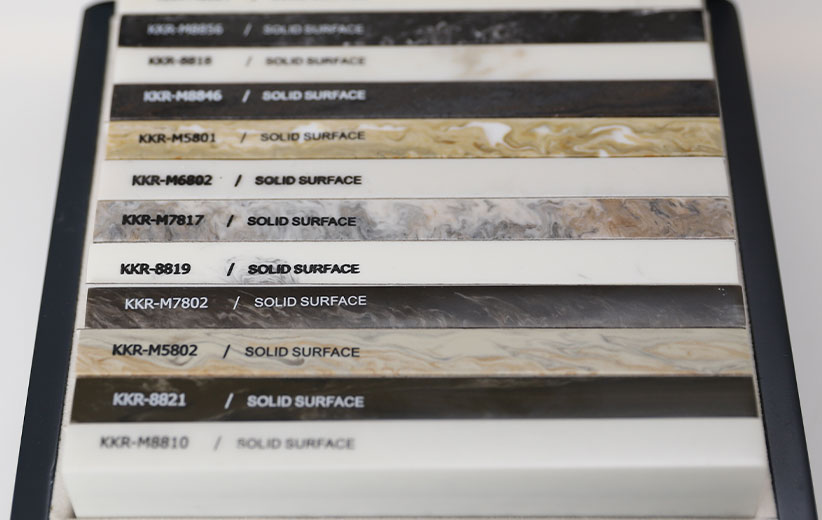 KKR-M8856 / SOLID SURFACE
KKR-8818 / SOLID SURFACE
KKR-M8846 / SOLID SURFACE
KKR-M5801 / SOLID SURFACE
KKR-M6802 / SOLID SURFACE
KKR-M7817 / SOLID SURFACE
KKR-8819 / SOLID SURFACE
KKR-M7802 / SOLID SURFACE
KKR-M5802 / SOLID SURFACE
KKR-8821 / SOLID SURFACE
KKR-M8810 / SOLID SURFACE